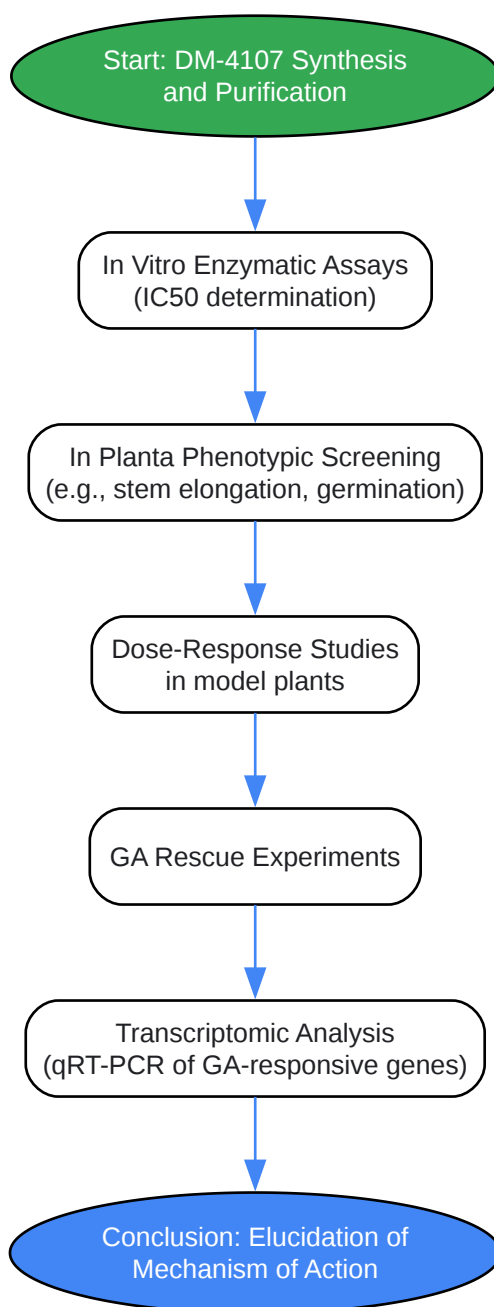 Start: DM-4107 Synthesis
and Purification
In Vitro Enzymatic Assays
(IC50 determination)
In Planta Phenotypic Screening
(e.g., stem elongation, germination)
Dose-Response Studies
in model plants
GA Rescue Experiments
Transcriptomic Analysis
(qRT-PCR of GA-responsive genes)
Conclusion: Elucidation of
Mechanism of Action